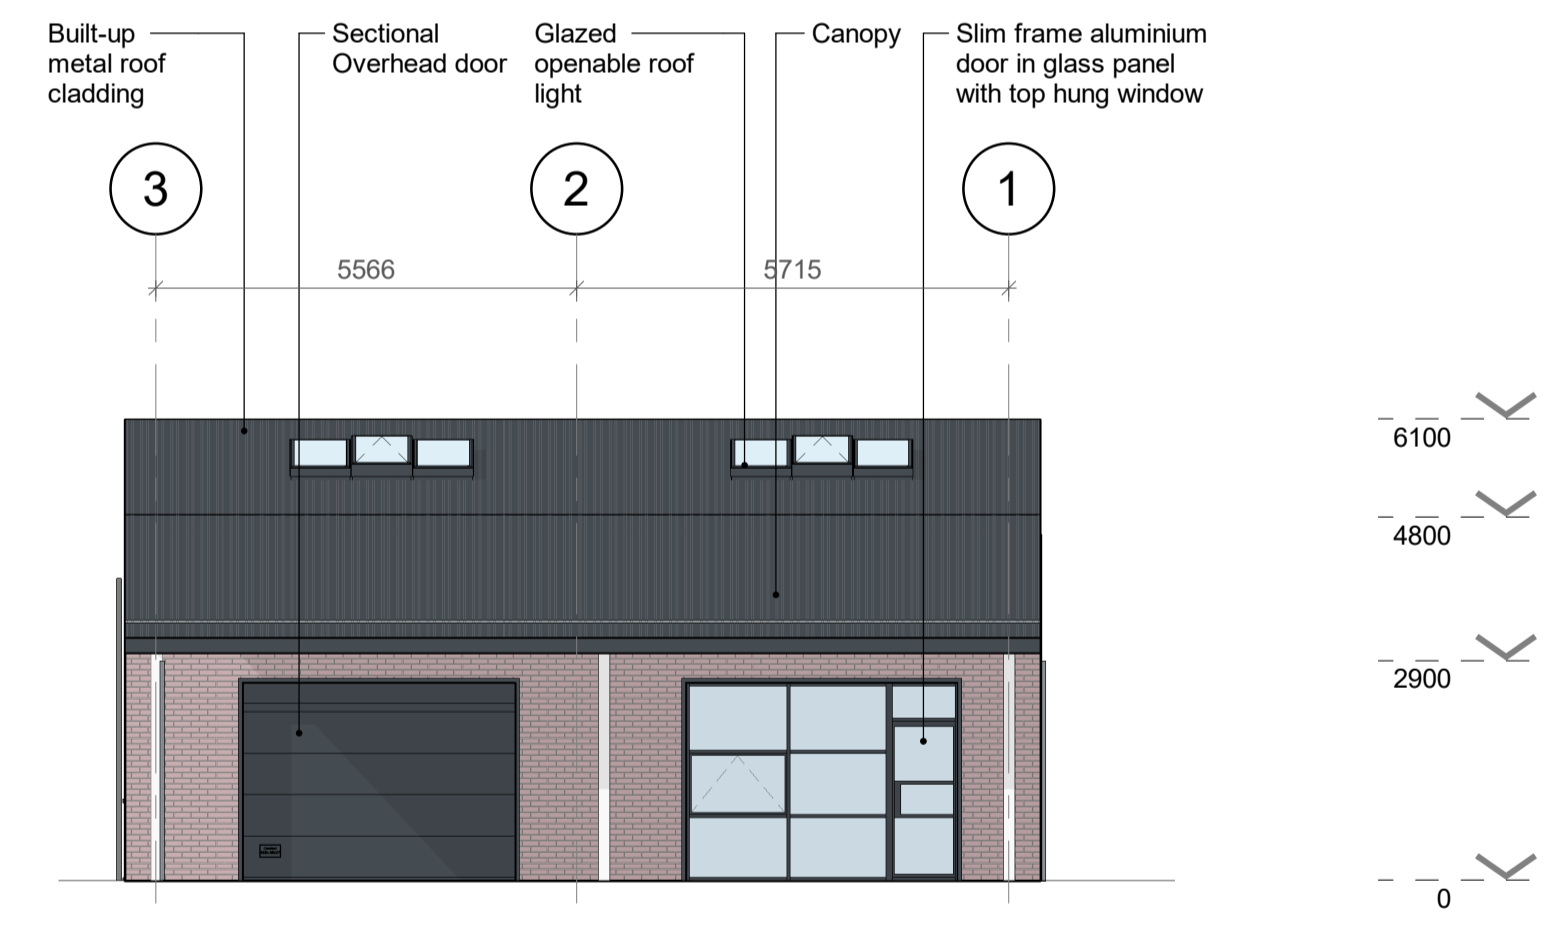 Built-up
metal roof
cladding
Sectional
Overhead door
Glazed
openable roof
light
Canopy
Slim frame aluminium
door in glass panel
with top hung window
3
2
1
5566
5715
6100
4800
2900
0